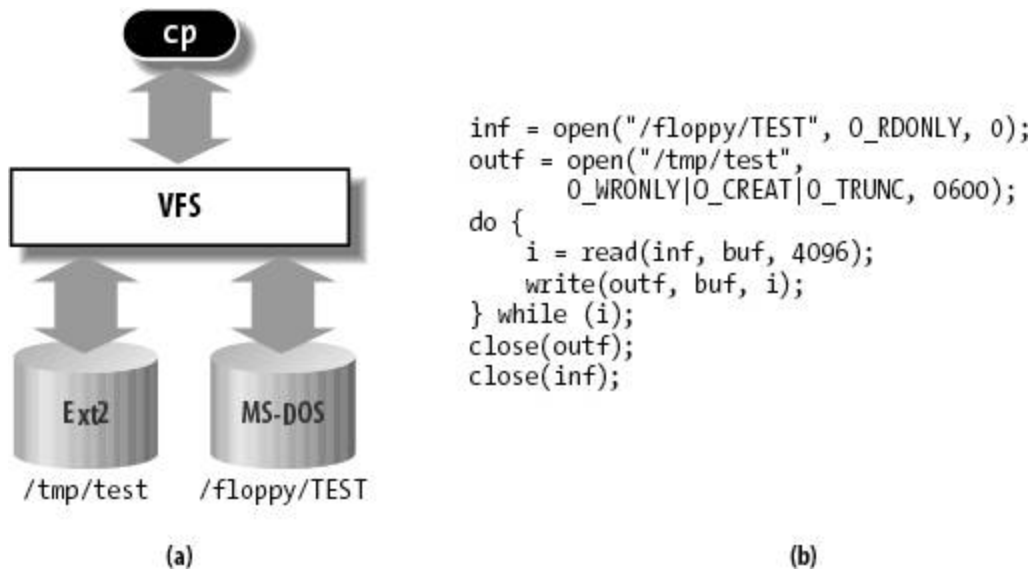 cp
VFS
Ext2
MS-DOS
/tmp/test
/floppy/TEST
(a)
inf = open("/floppy/TEST", O_RDONLY, 0);
outf = open("/tmp/test",
O_WRONLY|O_CREAT|O_TRUNC, 0600);
do {
i = read(inf, buf, 4096);
write(outf, buf, i);
} while (i);
close(outf);
close(inf);
(b)